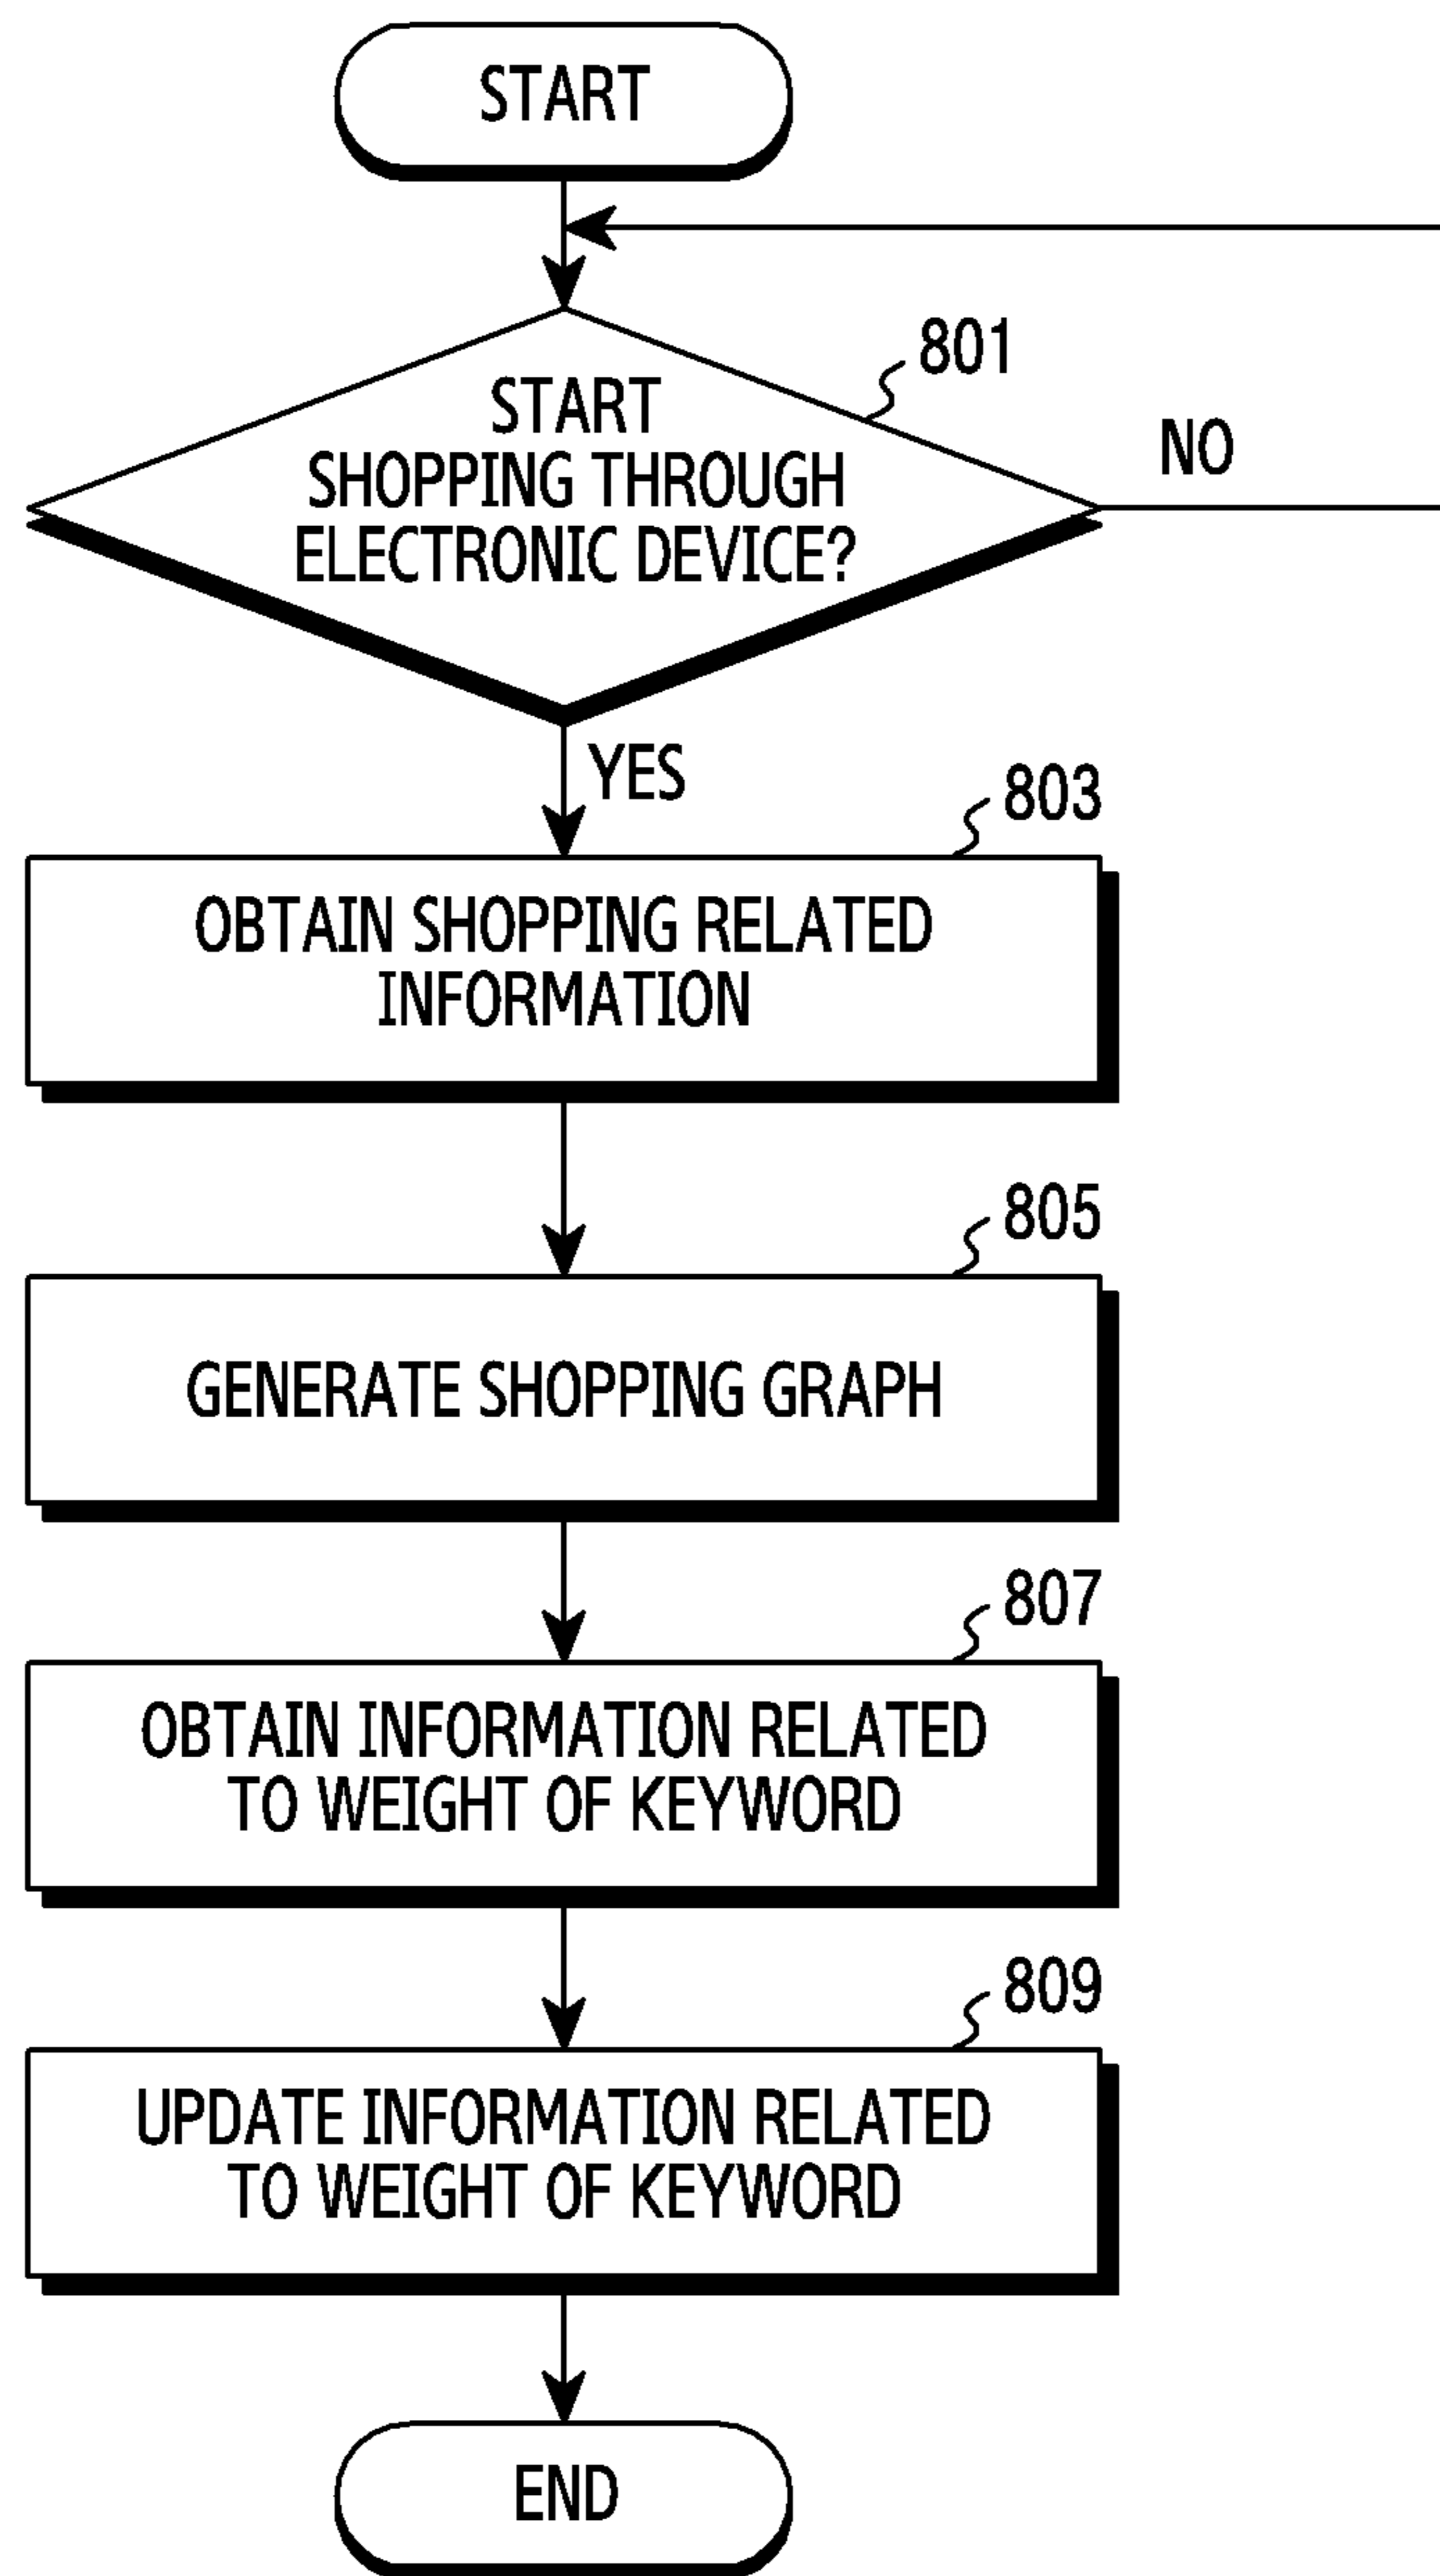 START
801
START
SHOPPING THROUGH
ELECTRONIC DEVICE?
NO
YES
803
OBTAIN SHOPPING RELATED
INFORMATION
805
GENERATE SHOPPING GRAPH
807
OBTAIN INFORMATION RELATED
TO WEIGHT OF KEYWORD
809
UPDATE INFORMATION RELATED
TO WEIGHT OF KEYWORD
END